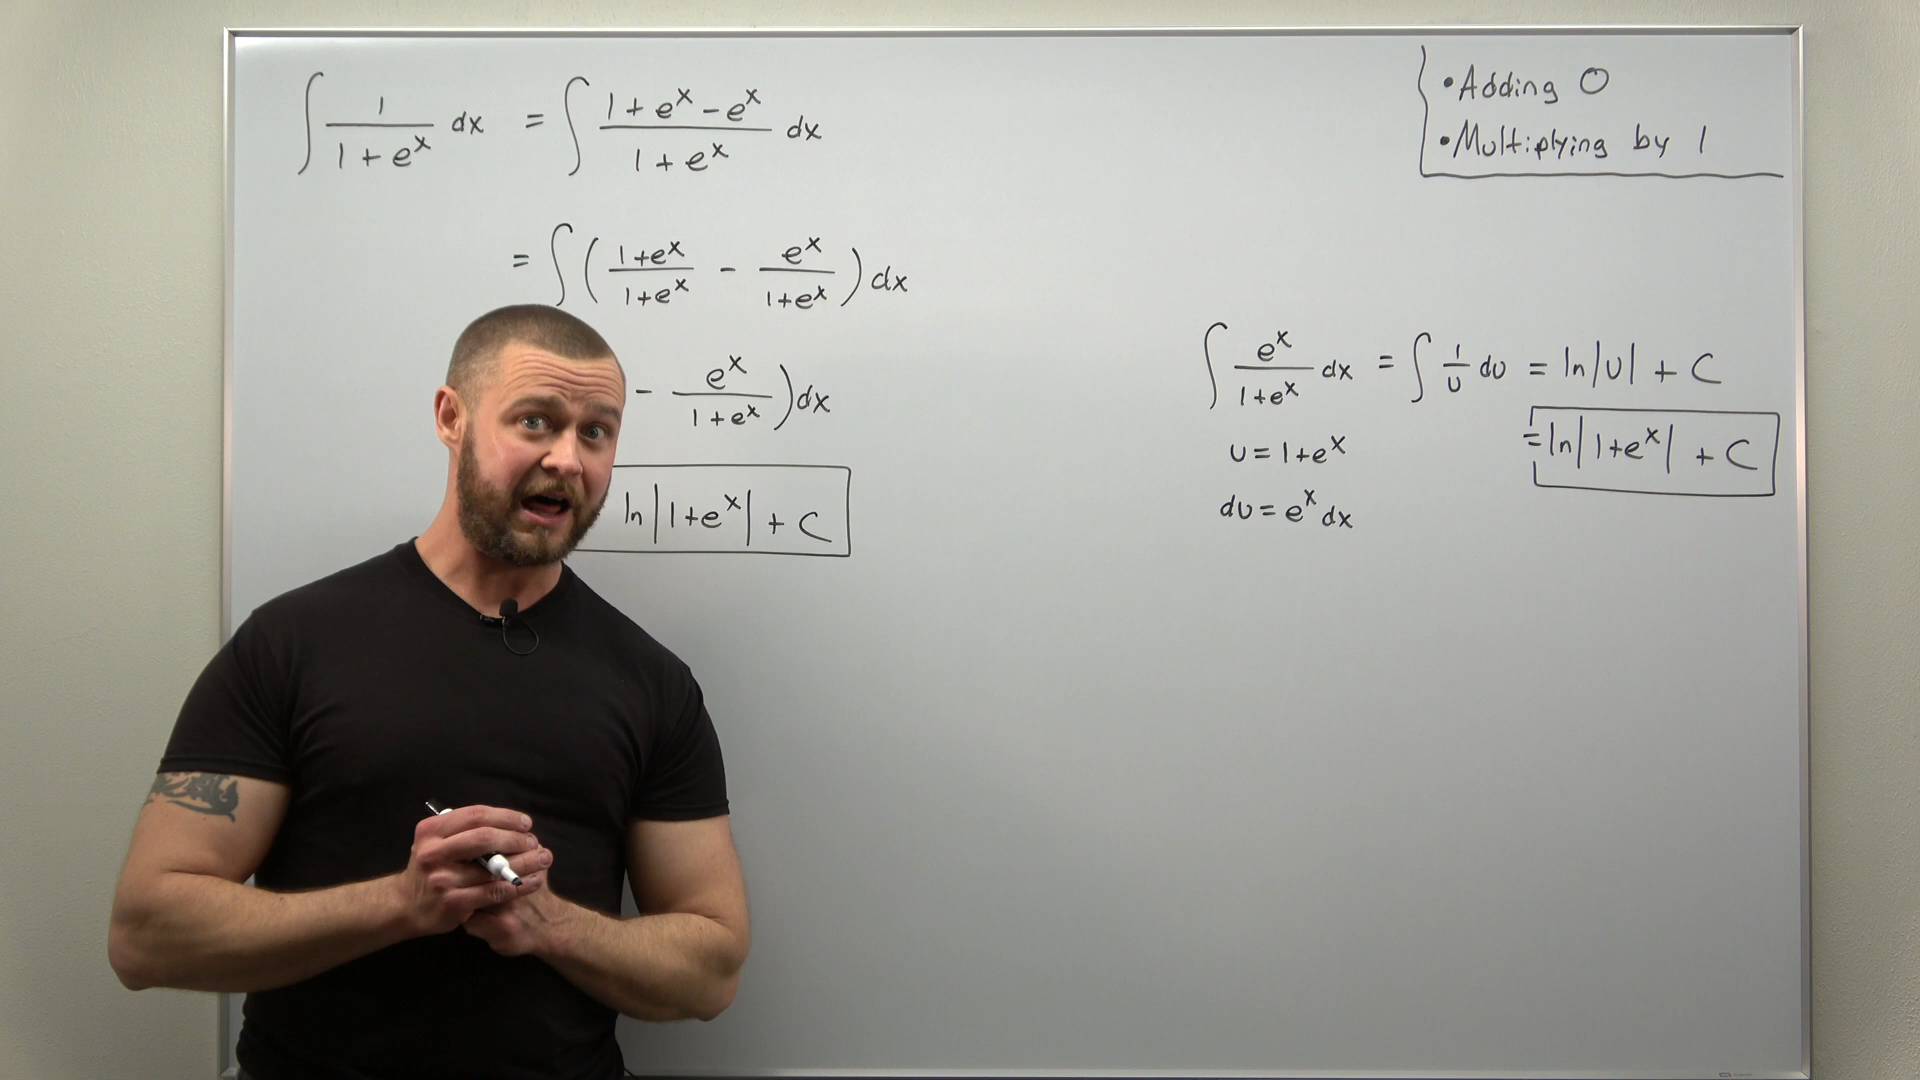 ∫ 1/(1+e^x) dx = ∫ (1+e^x-e^x)/(1+e^x) dx
= ∫ ( (1+e^x)/(1+e^x) - e^x/(1+e^x) ) dx
- e^x/(1+e^x) ) dx
ln|1+e^x| + C
• Adding 0
• Multiplying by 1
∫ e^x/(1+e^x) dx = ∫ 1/u du = ln|u| + C
= ln|1+e^x| + C
u = 1+e^x
du = e^x dx